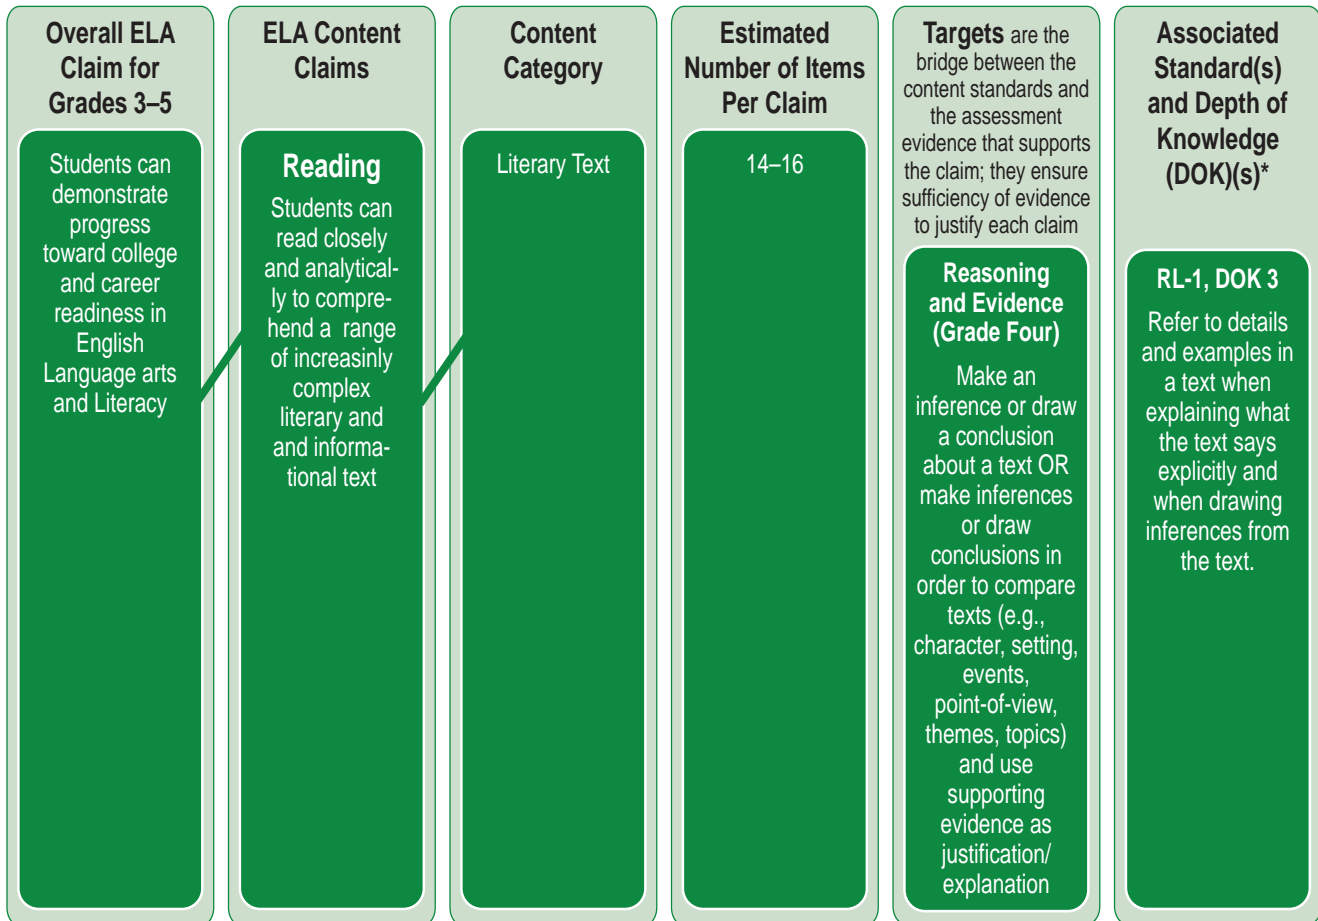 Overall ELA
Claim for
Grades 3–5
Students can
demonstrate
progress
toward college
and career
readiness in
English
Language arts
and Literacy
ELA Content
Claims
Reading
Students can
read closely
and analytical-
ly to compre-
hend a range
of increasinly
complex
literary and
and informa-
tional text
Content
Category
Literary Text
Estimated
Number of Items
Per Claim
14–16
Targets are the
bridge between the
content standards and
the assessment
evidence that supports
the claim; they ensure
sufficiency of evidence
to justify each claim
Reasoning
and Evidence
(Grade Four)
Make an
inference or draw
a conclusion
about a text OR
make inferences
or draw
conclusions in
order to compare
texts (e.g.,
character, setting,
events,
point-of-view,
themes, topics)
and use
supporting
evidence as
justification/
explanation
Associated
Standard(s)
and Depth of
Knowledge
(DOK)(s)*
RL-1, DOK 3
Refer to details
and examples in
a text when
explaining what
the text says
explicitly and
when drawing
inferences from
the text.